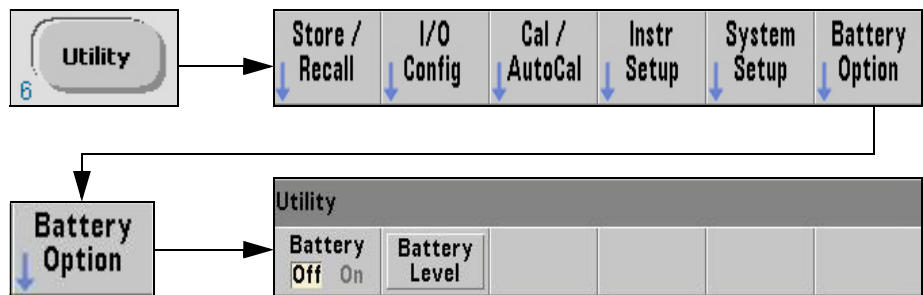 Utility
6
Store /
Recall
I/O
Config
Cal /
AutoCal
Instr
Setup
System
Setup
Battery
Option
Battery
Option
Utility
Battery
Off On
Battery
Level